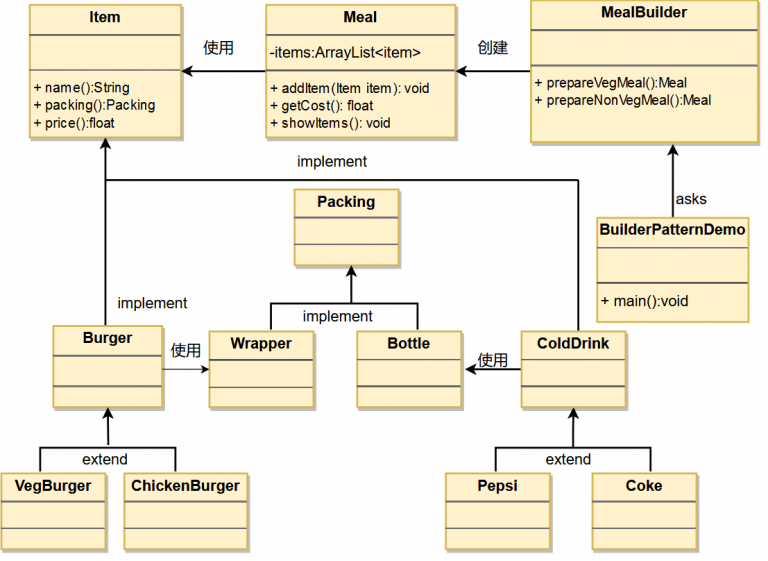 Item
+ name():String
+ packing():Packing
+ price():float
使用
Meal
-items:ArrayList<item>
+ addItem(Item item): void
+ getCost(): float
+ showItems(): void
创建
MealBuilder
+ prepareVegMeal():Meal
+ prepareNonVegMeal():Meal
implement
asks
Packing
BuilderPatternDemo
+ main():void
implement
implement
Burger
使用
Wrapper
Bottle
使用
ColdDrink
extend
extend
VegBurger
ChickenBurger
Pepsi
Coke